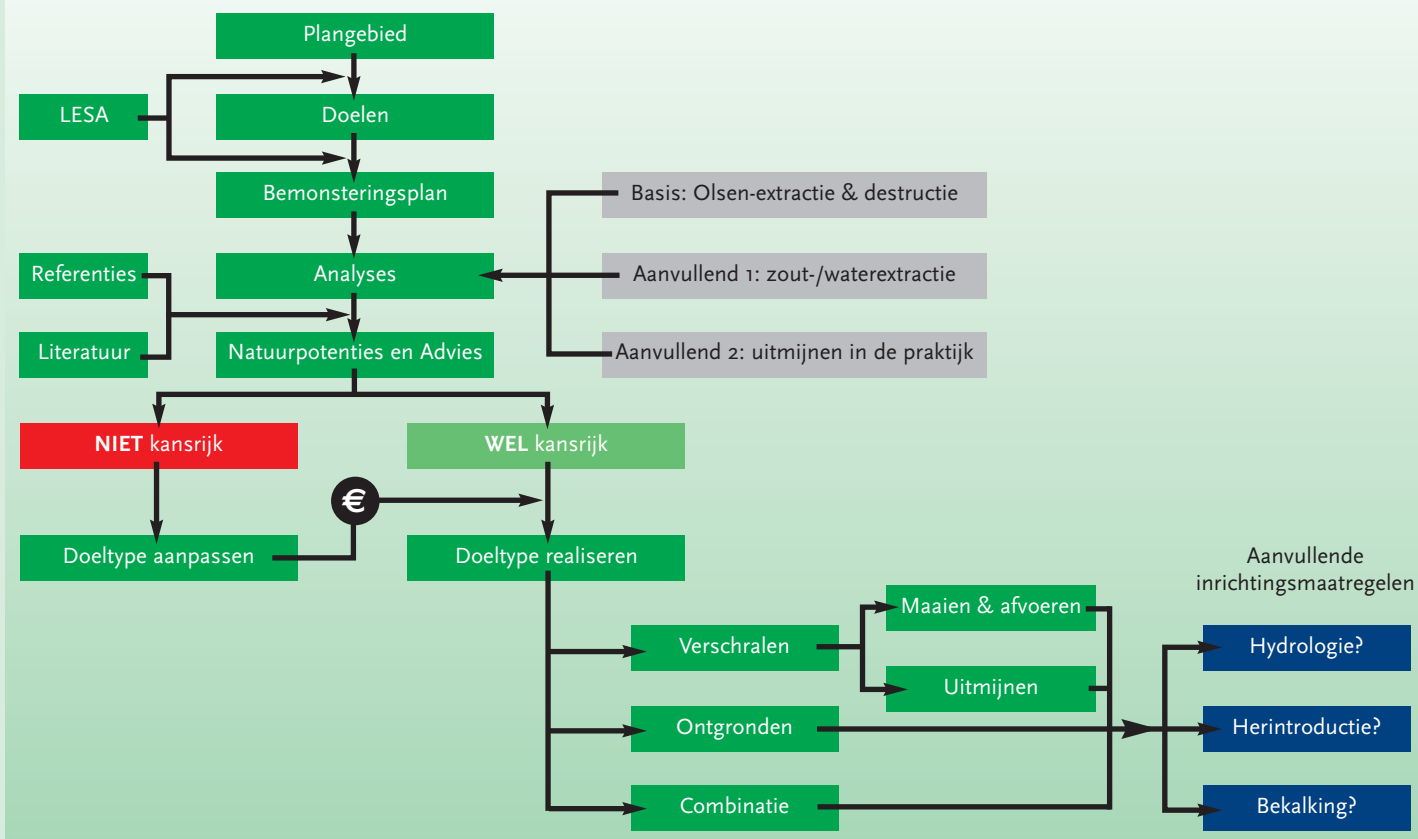 Plangebied
LESA
Doelen
Bemonsteringsplan
Basis: Olsen-extractie & destructie
Referenties
Analyses
Aanvullend 1: zout-/waterextractie
Literatuur
Natuurpotenties en Advies
Aanvullend 2: uitmijnen in de praktijk
NIET kansrijk
WEL kansrijk
€
Doeltype aanpassen
Doeltype realiseren
Aanvullende
inrichtingsmaatregelen
Maaien & afvoeren
Verschralen
Hydrologie?
Uitmijnen
Ontgronden
Herintroductie?
Combinatie
Bekalking?